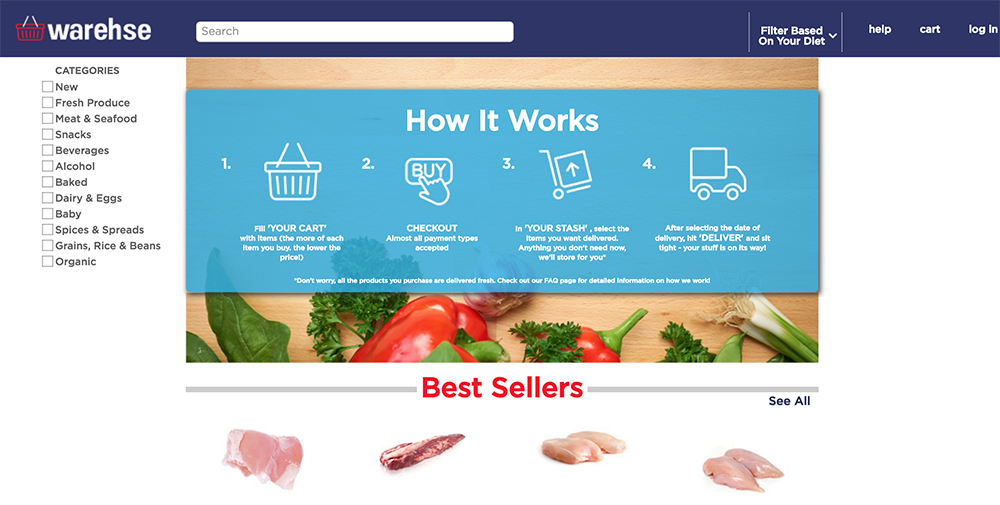 warehse
Search
Filter Based
On Your Diet
help
cart
log in
CATEGORIES
New
Fresh Produce
Meat & Seafood
Snacks
Beverages
Alcohol
Baked
Dairy & Eggs
Baby
Spices & Spreads
Grains, Rice & Beans
Organic
How It Works
1.
Fill 'YOUR CART'
with items (the more of each
item you buy, the lower the
price!)
2.
BUY
CHECKOUT
Almost all payment types
accepted
3.
In 'YOUR STASH' , select the
items you want delivered.
Anything you don't need now,
we'll store for you*
4.
After selecting the date of
delivery, hit 'DELIVER' and sit
tight - your stuff is on its way!
*Don't worry, all the products you purchase are delivered fresh. Check out our FAQ page for detailed information on how we work!
Best Sellers
See All